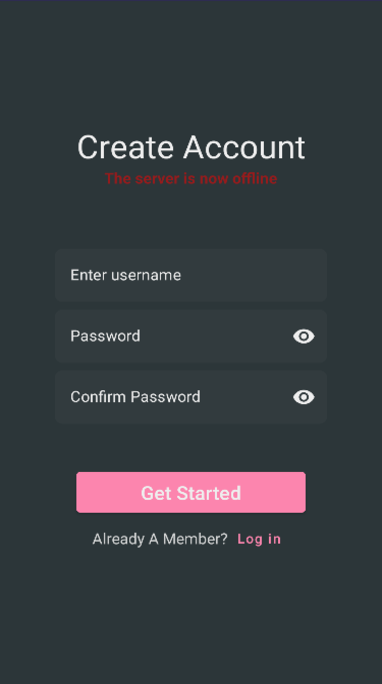 Create Account
The server is now offline
Enter username
Password
Confirm Password
Get Started
Already A Member? Log in